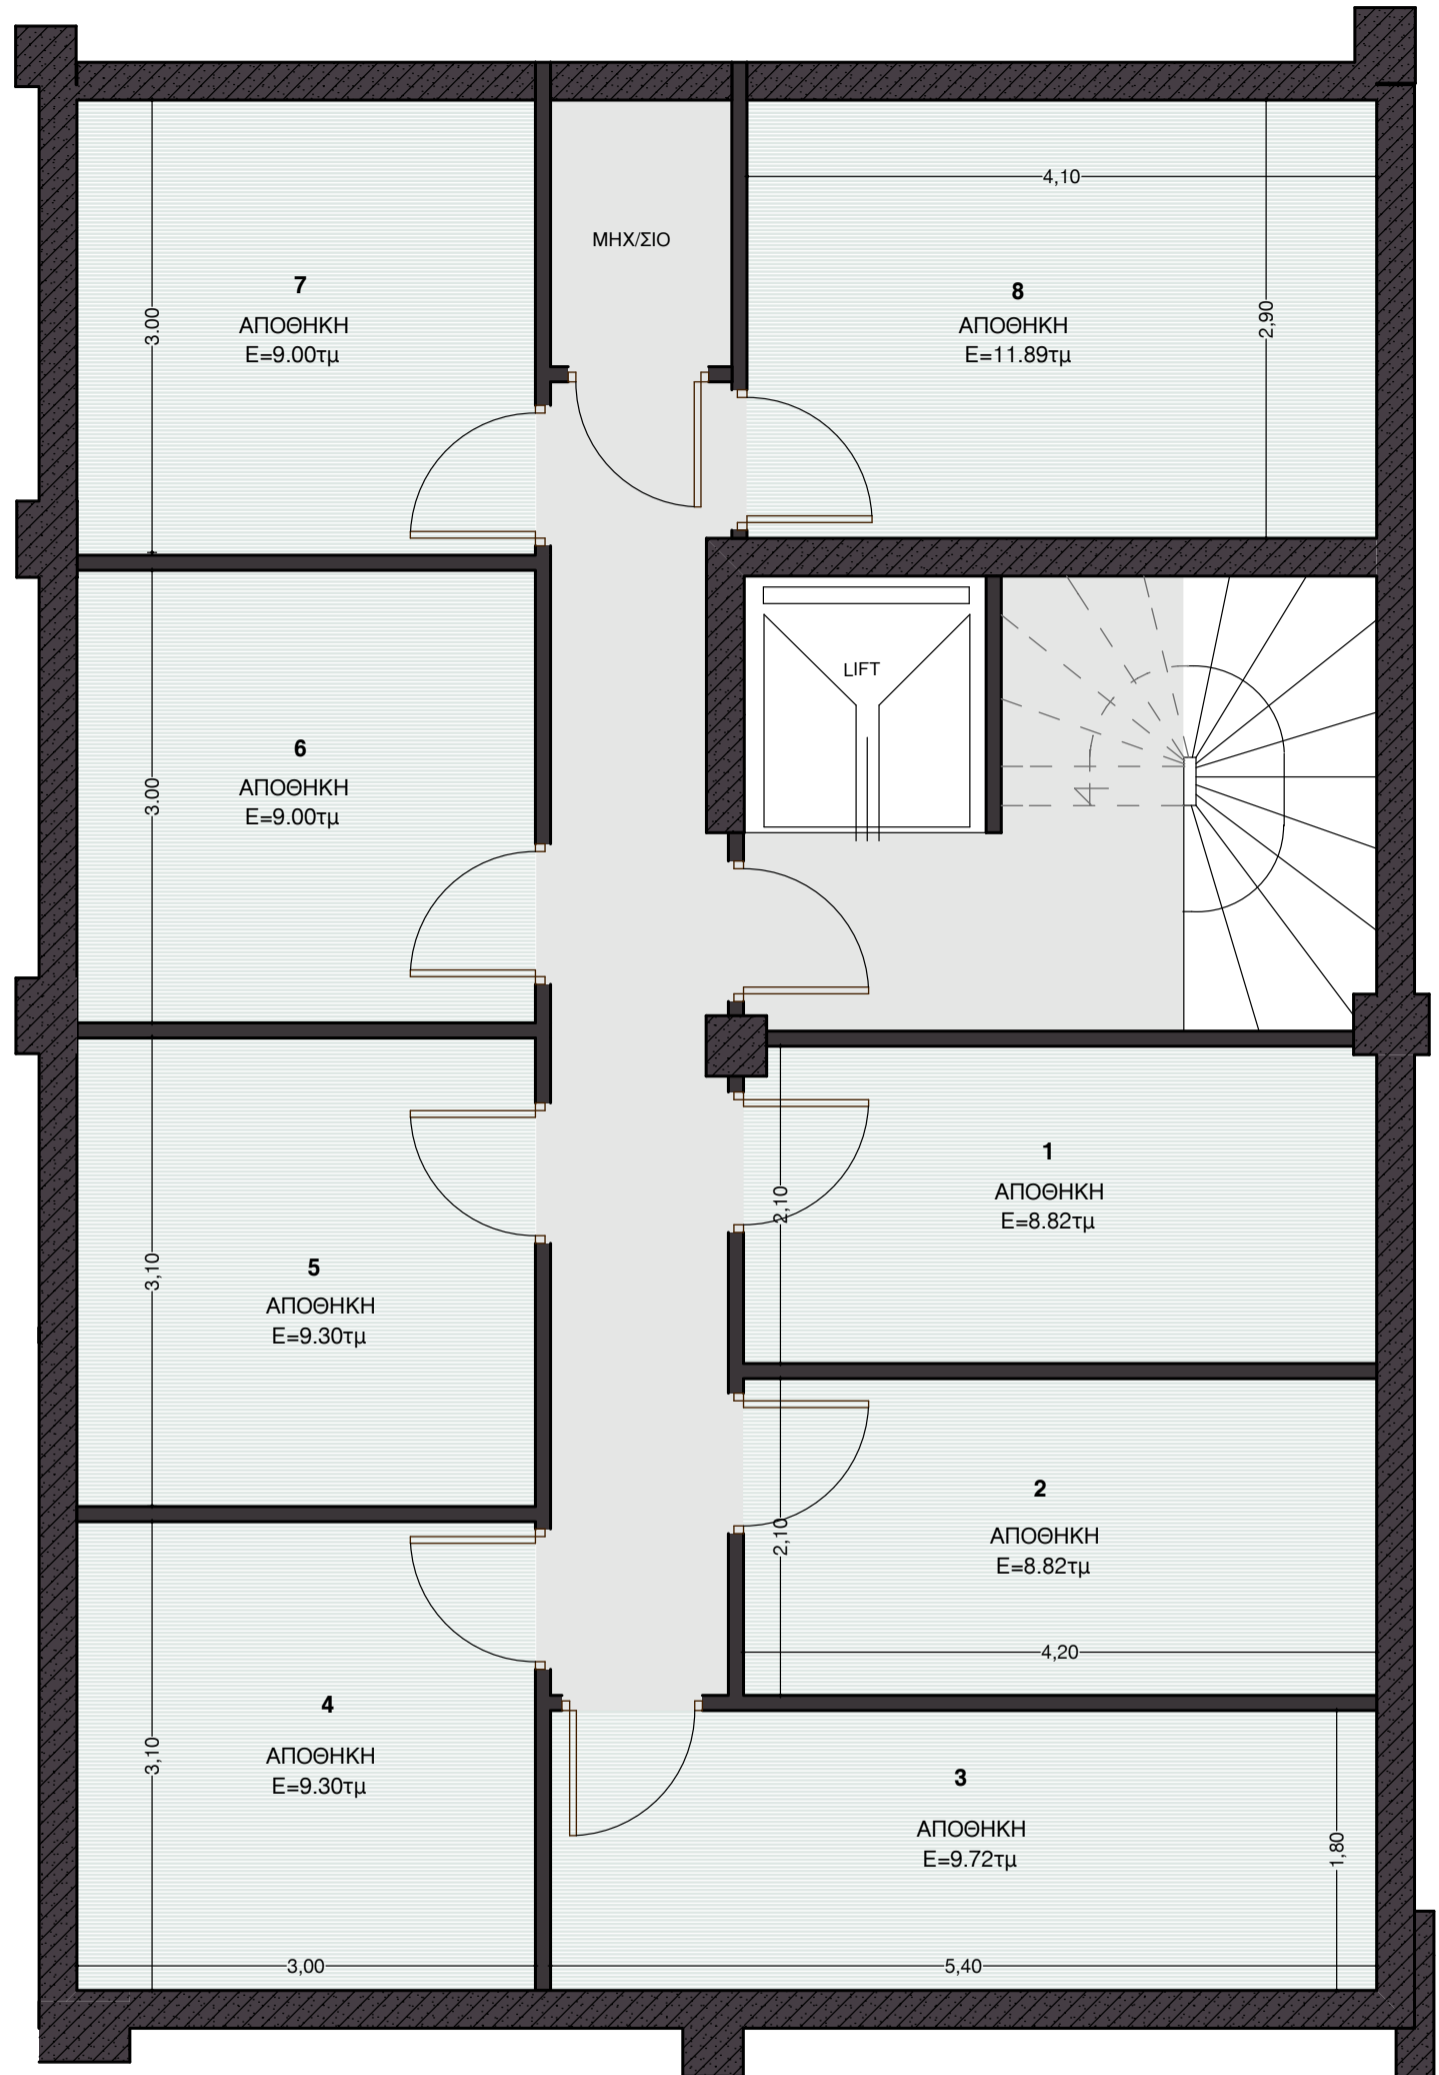 4,10
ΜΗΧ/ΣΙΟ
7
ΑΠΟΘΗΚΗ
Ε=9.00τμ
3.00
8
ΑΠΟΘΗΚΗ
Ε=11.89τμ
2,90
LIFT
6
ΑΠΟΘΗΚΗ
Ε=9.00τμ
3.00
1
ΑΠΟΘΗΚΗ
Ε=8.82τμ
2,10
5
ΑΠΟΘΗΚΗ
Ε=9.30τμ
3,10
2
ΑΠΟΘΗΚΗ
Ε=8.82τμ
2,10
4,20
4
ΑΠΟΘΗΚΗ
Ε=9.30τμ
3,10
3
ΑΠΟΘΗΚΗ
Ε=9.72τμ
1,80
3,00
5,40